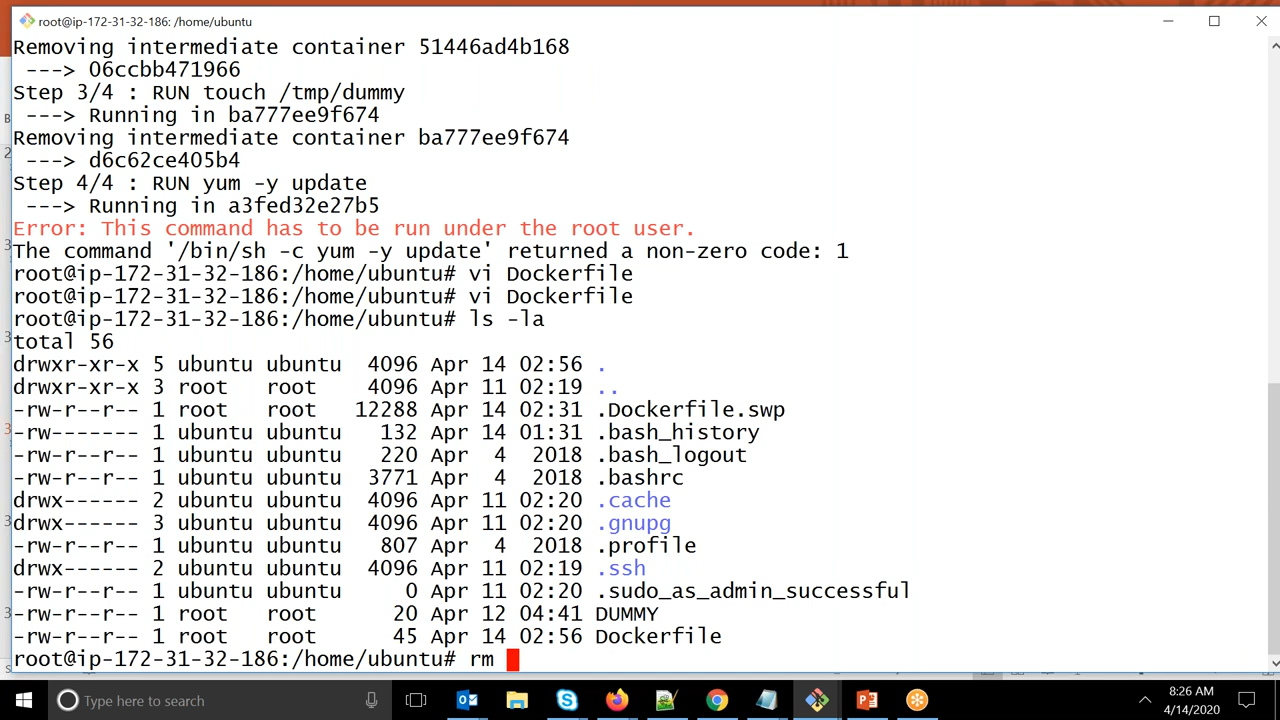 root@ip-172-31-32-186: /home/ubuntu
Removing intermediate container 51446ad4b168
---> 06ccbb471966
Step 3/4 : RUN touch /tmp/dummy
---> Running in ba777ee9f674
Removing intermediate container ba777ee9f674
---> d6c62ce405b4
Step 4/4 : RUN yum -y update
---> Running in a3fed32e27b5
Error: This command has to be run under the root user.
The command '/bin/sh -c yum -y update' returned a non-zero code: 1
root@ip-172-31-32-186:/home/ubuntu# vi Dockerfile
root@ip-172-31-32-186:/home/ubuntu# vi Dockerfile
root@ip-172-31-32-186:/home/ubuntu# ls -la
total 56
drwxr-xr-x 5 ubuntu ubuntu 4096 Apr 14 02:56 .
drwxr-xr-x 3 root root 4096 Apr 11 02:19 ..
-rw-r--r-- 1 root root 12288 Apr 14 02:31 .Dockerfile.swp
-rw------- 1 ubuntu ubuntu 132 Apr 14 01:31 .bash_history
-rw-r--r-- 1 ubuntu ubuntu 220 Apr 4 2018 .bash_logout
-rw-r--r-- 1 ubuntu ubuntu 3771 Apr 4 2018 .bashrc
drwx------ 2 ubuntu ubuntu 4096 Apr 11 02:20 .cache
drwx------ 3 ubuntu ubuntu 4096 Apr 11 02:20 .gnupg
-rw-r--r-- 1 ubuntu ubuntu 807 Apr 4 2018 .profile
drwx------ 2 ubuntu ubuntu 4096 Apr 11 02:19 .ssh
-rw-r--r-- 1 ubuntu ubuntu 0 Apr 11 02:20 .sudo_as_admin_successful
-rw-r--r-- 1 root root 20 Apr 12 04:41 DUMMY
-rw-r--r-- 1 root root 45 Apr 14 02:56 Dockerfile
root@ip-172-31-32-186:/home/ubuntu# rm
Type here to search
8:26 AM
4/14/2020